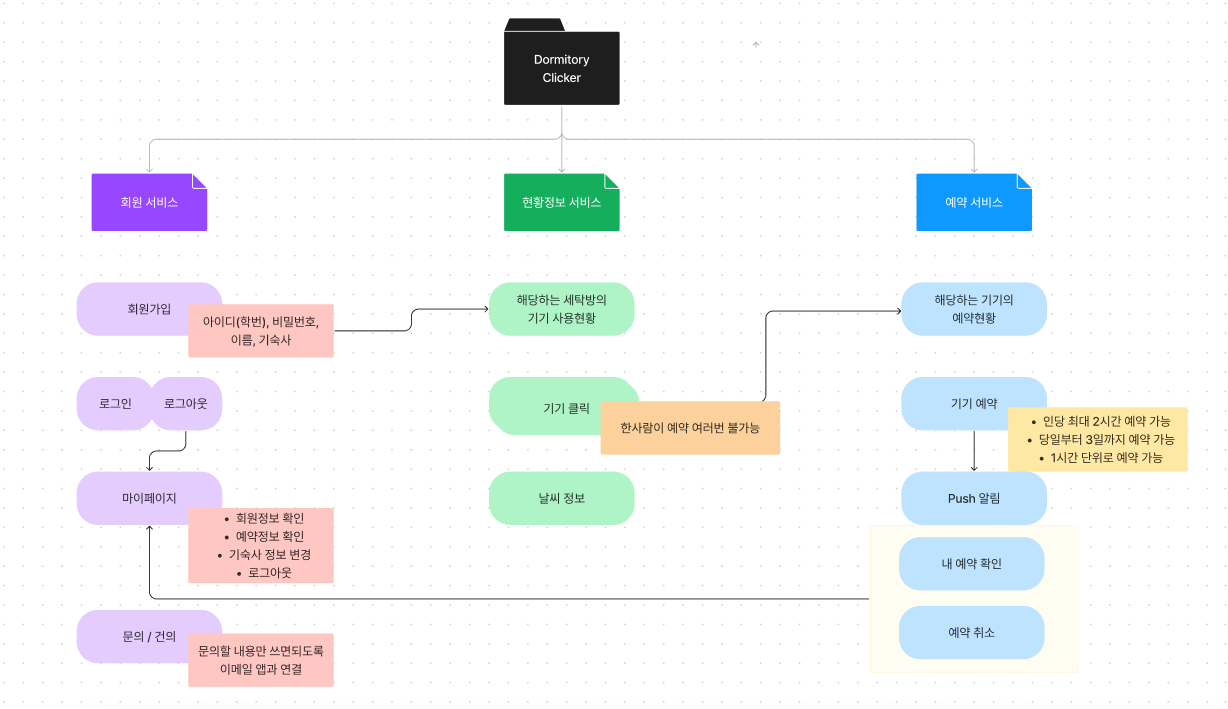 Dormitory
Clicker
회원 서비스
현황정보 서비스
예약 서비스
회원가입
아이디(학번), 비밀번호,
이름, 기숙사
해당하는 세탁방의
기기 사용현황
해당하는 기기의
예약현황
로그인
로그아웃
기기 클릭
한사람이 예약 여러번 불가능
기기 예약
• 인당 최대 2시간 예약 가능
• 당일부터 3일까지 예약 가능
• 1시간 단위로 예약 가능
마이페이지
• 회원정보 확인
• 예약정보 확인
• 기숙사 정보 변경
• 로그아웃
날씨 정보
Push 알림
내 예약 확인
예약 취소
문의 / 건의
문의할 내용만 쓰면되도록
이메일 앱과 연결